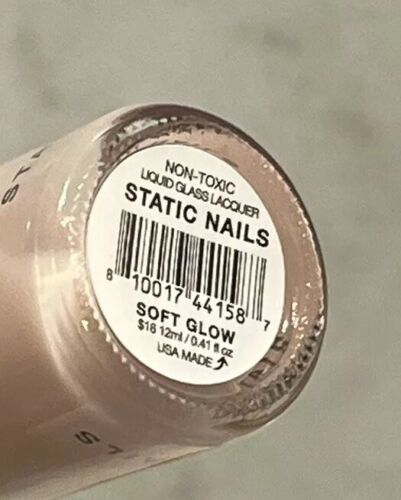 NON-TOXIC
LIQUID GLASS LACQUER
STATIC NAILS
8 10017 44158 7
SOFT GLOW
$16 12ml / 0.41 fl oz
USA MADE